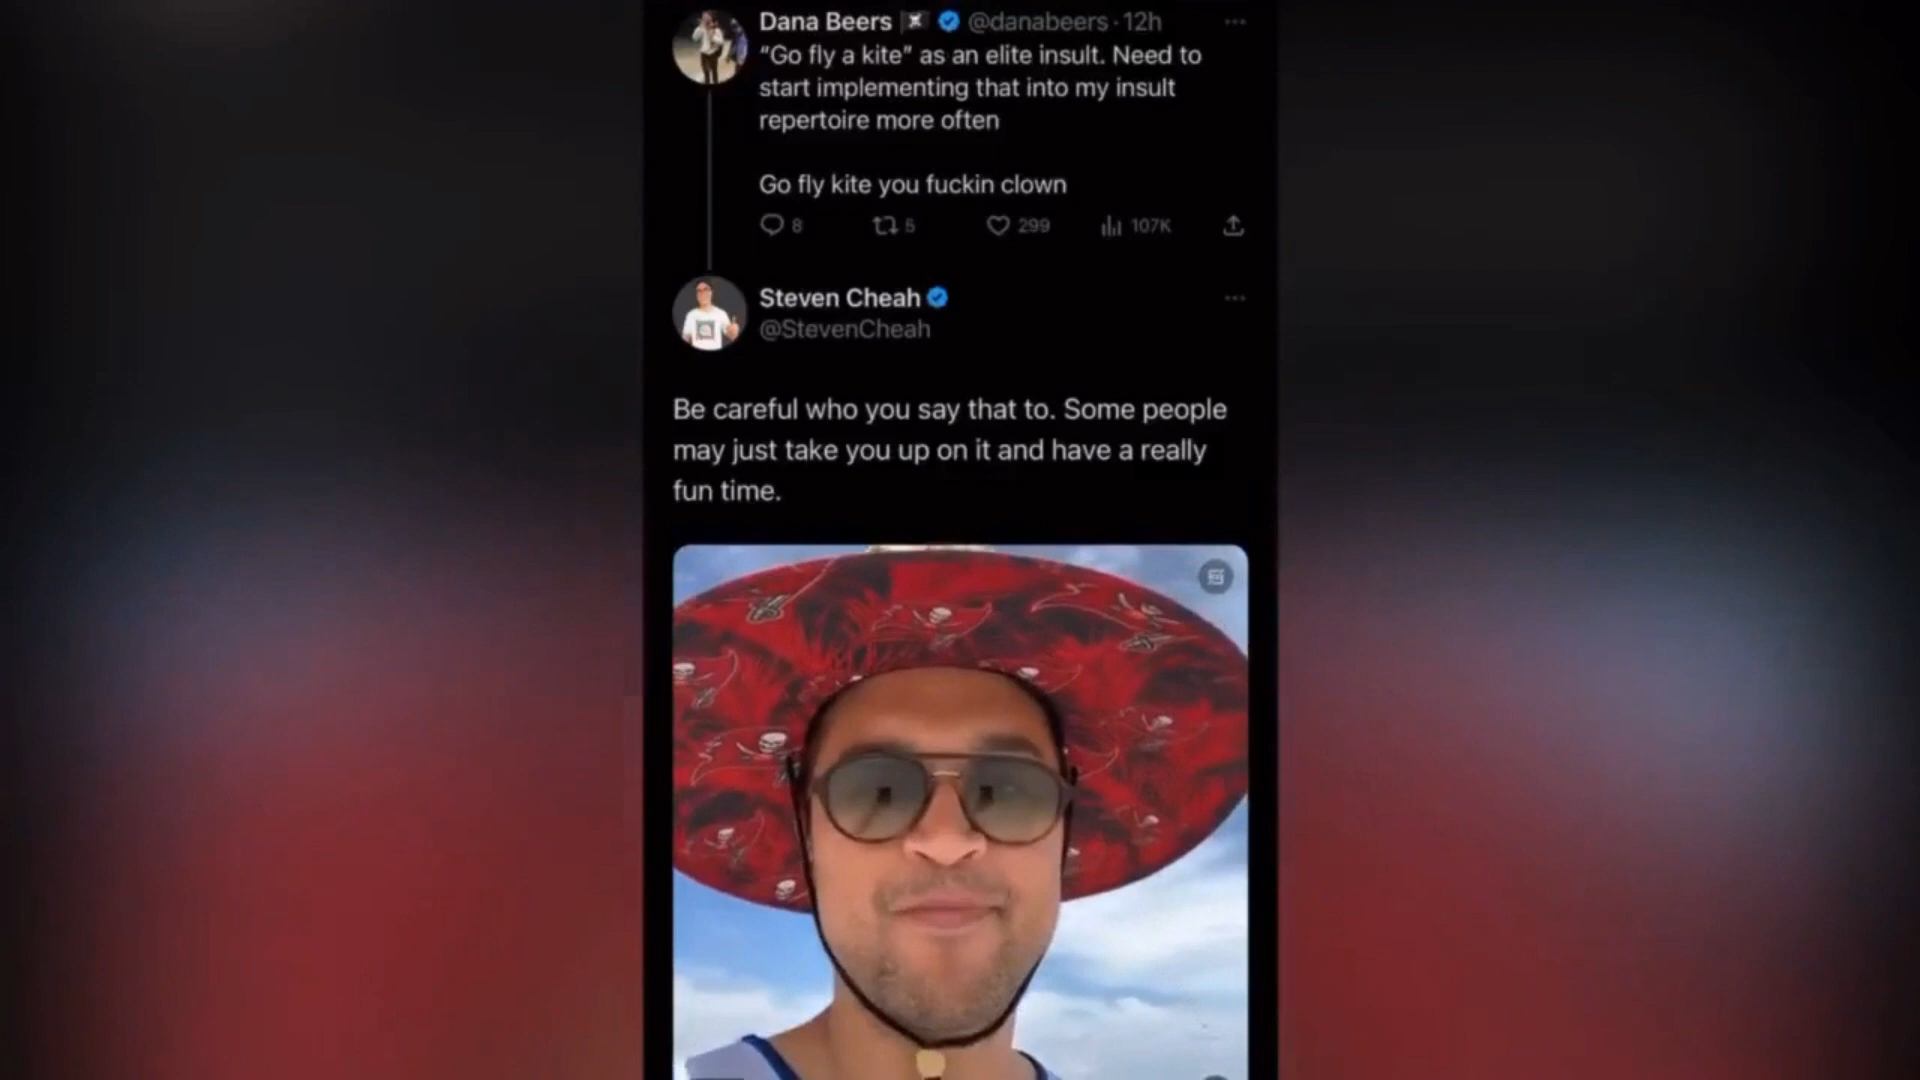 Dana Beers @danabeers · 12h
“Go fly a kite” as an elite insult. Need to
start implementing that into my insult
repertoire more often
Go fly kite you fuckin clown
8 5 299 107K
Steven Cheah
@StevenCheah
Be careful who you say that to. Some people
may just take you up on it and have a really
fun time.